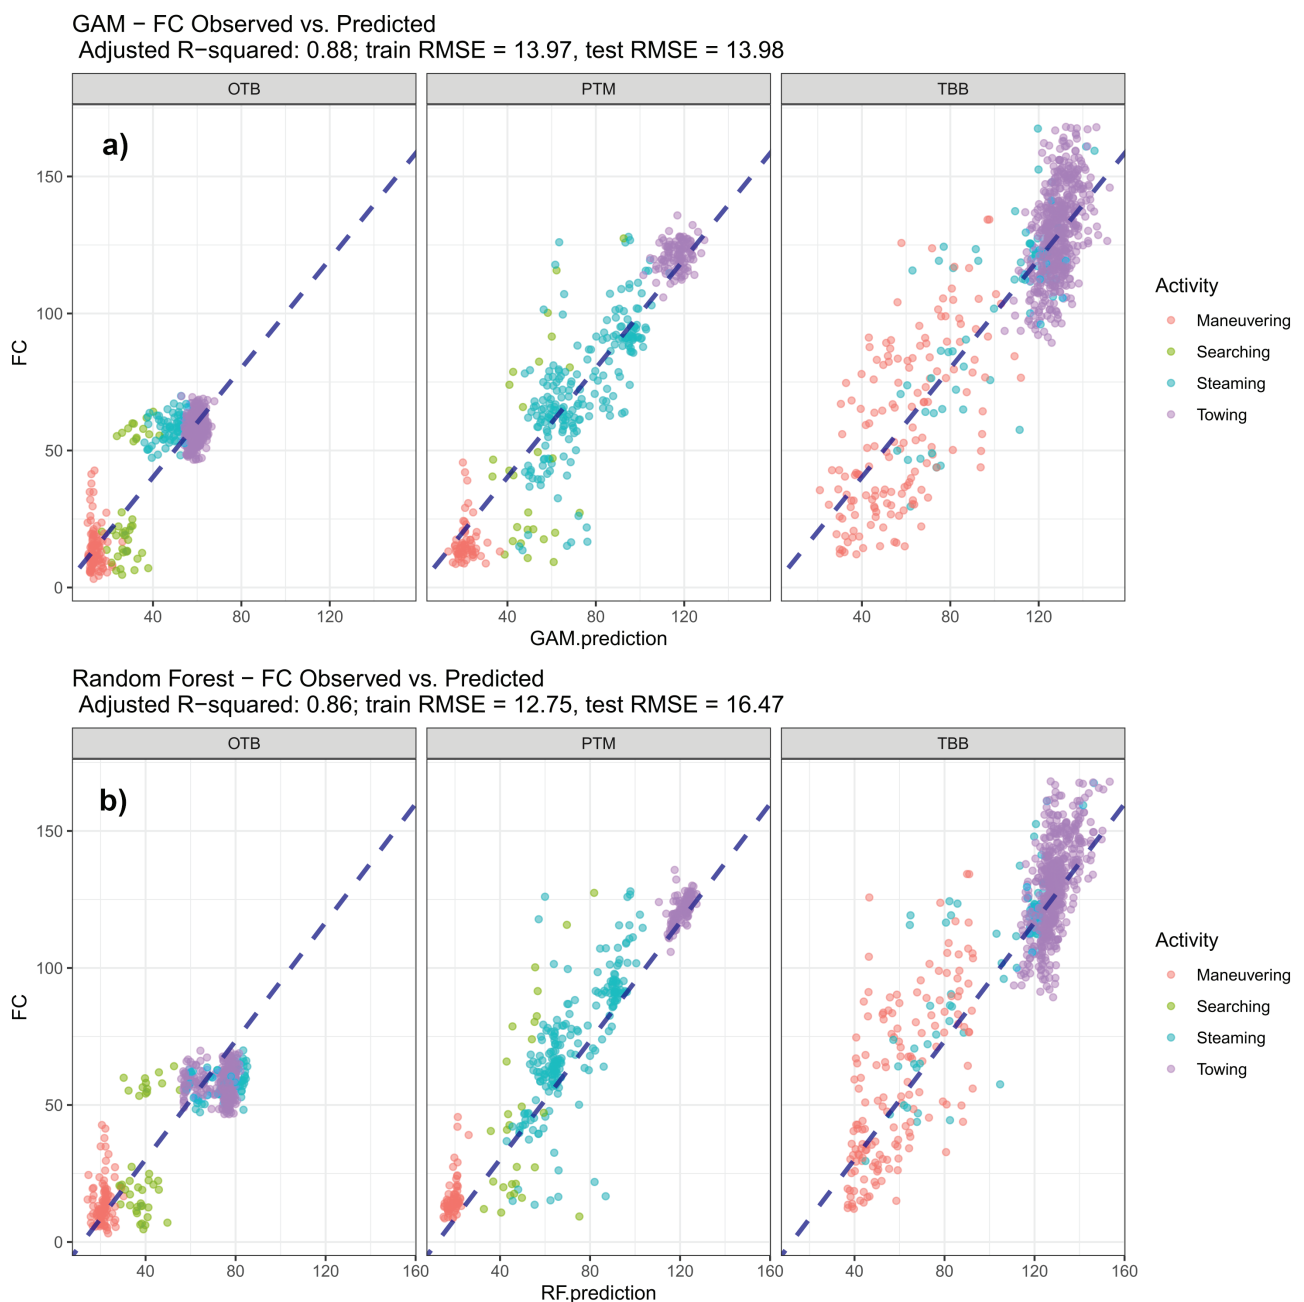 GAM − FC Observed vs. Predicted
Adjusted R−squared: 0.88; train RMSE = 13.97, test RMSE = 13.98
OTB PTM TBB
a)
150
100
50
0
FC
40 80 120 40 80 120 40 80 120
GAM.prediction
Activity
Maneuvering
Searching
Steaming
Towing
Random Forest − FC Observed vs. Predicted
Adjusted R−squared: 0.86; train RMSE = 12.75, test RMSE = 16.47
OTB PTM TBB
b)
150
100
50
0
FC
40 80 120 160 40 80 120 160 40 80 120 160
RF.prediction
Activity
Maneuvering
Searching
Steaming
Towing